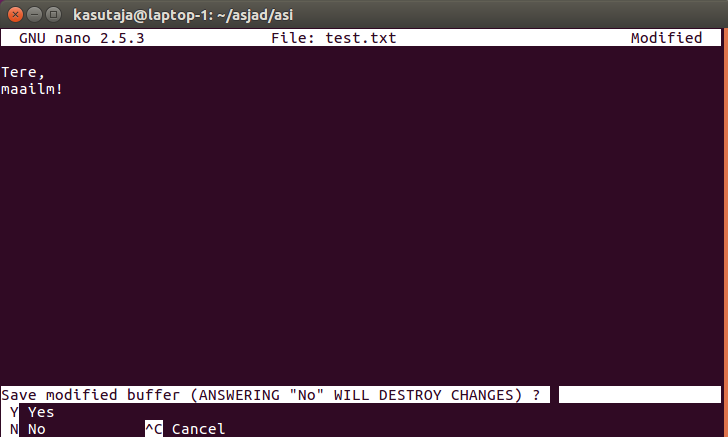 kasutaja@laptop-1: ~/asjad/asi
GNU nano 2.5.3 File: test.txt Modified
Tere,
maailm!
Save modified buffer (ANSWERING "No" WILL DESTROY CHANGES) ?
Y Yes
N No ^C Cancel